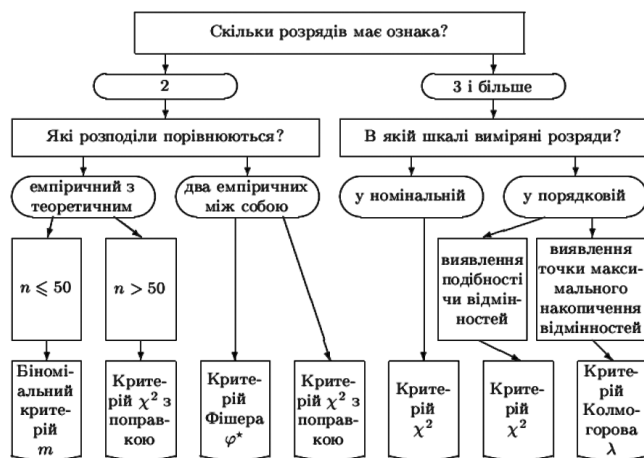 Скільки розрядів має ознака?
2
3 і більше
Які розподіли порівнюються?
В якій шкалі виміряні розряди?
емпіричний з
теоретичним
два емпіричних
між собою
у номінальній
у порядковій
n ⩽ 50
n > 50
виявлення
подібності
чи відмін-
ностей
виявлення
точки макси-
мального
накопичення
відмінностей
Біномі-
альний
крите-
рій
m
Крите-
рій χ² з
поправ-
кою
Крите-
рій
Фішера
φ*
Крите-
рій χ² з
поправ-
кою
Крите-
рій
χ²
Крите-
рій
χ²
Крите-
рій
Колмо-
горова
λ